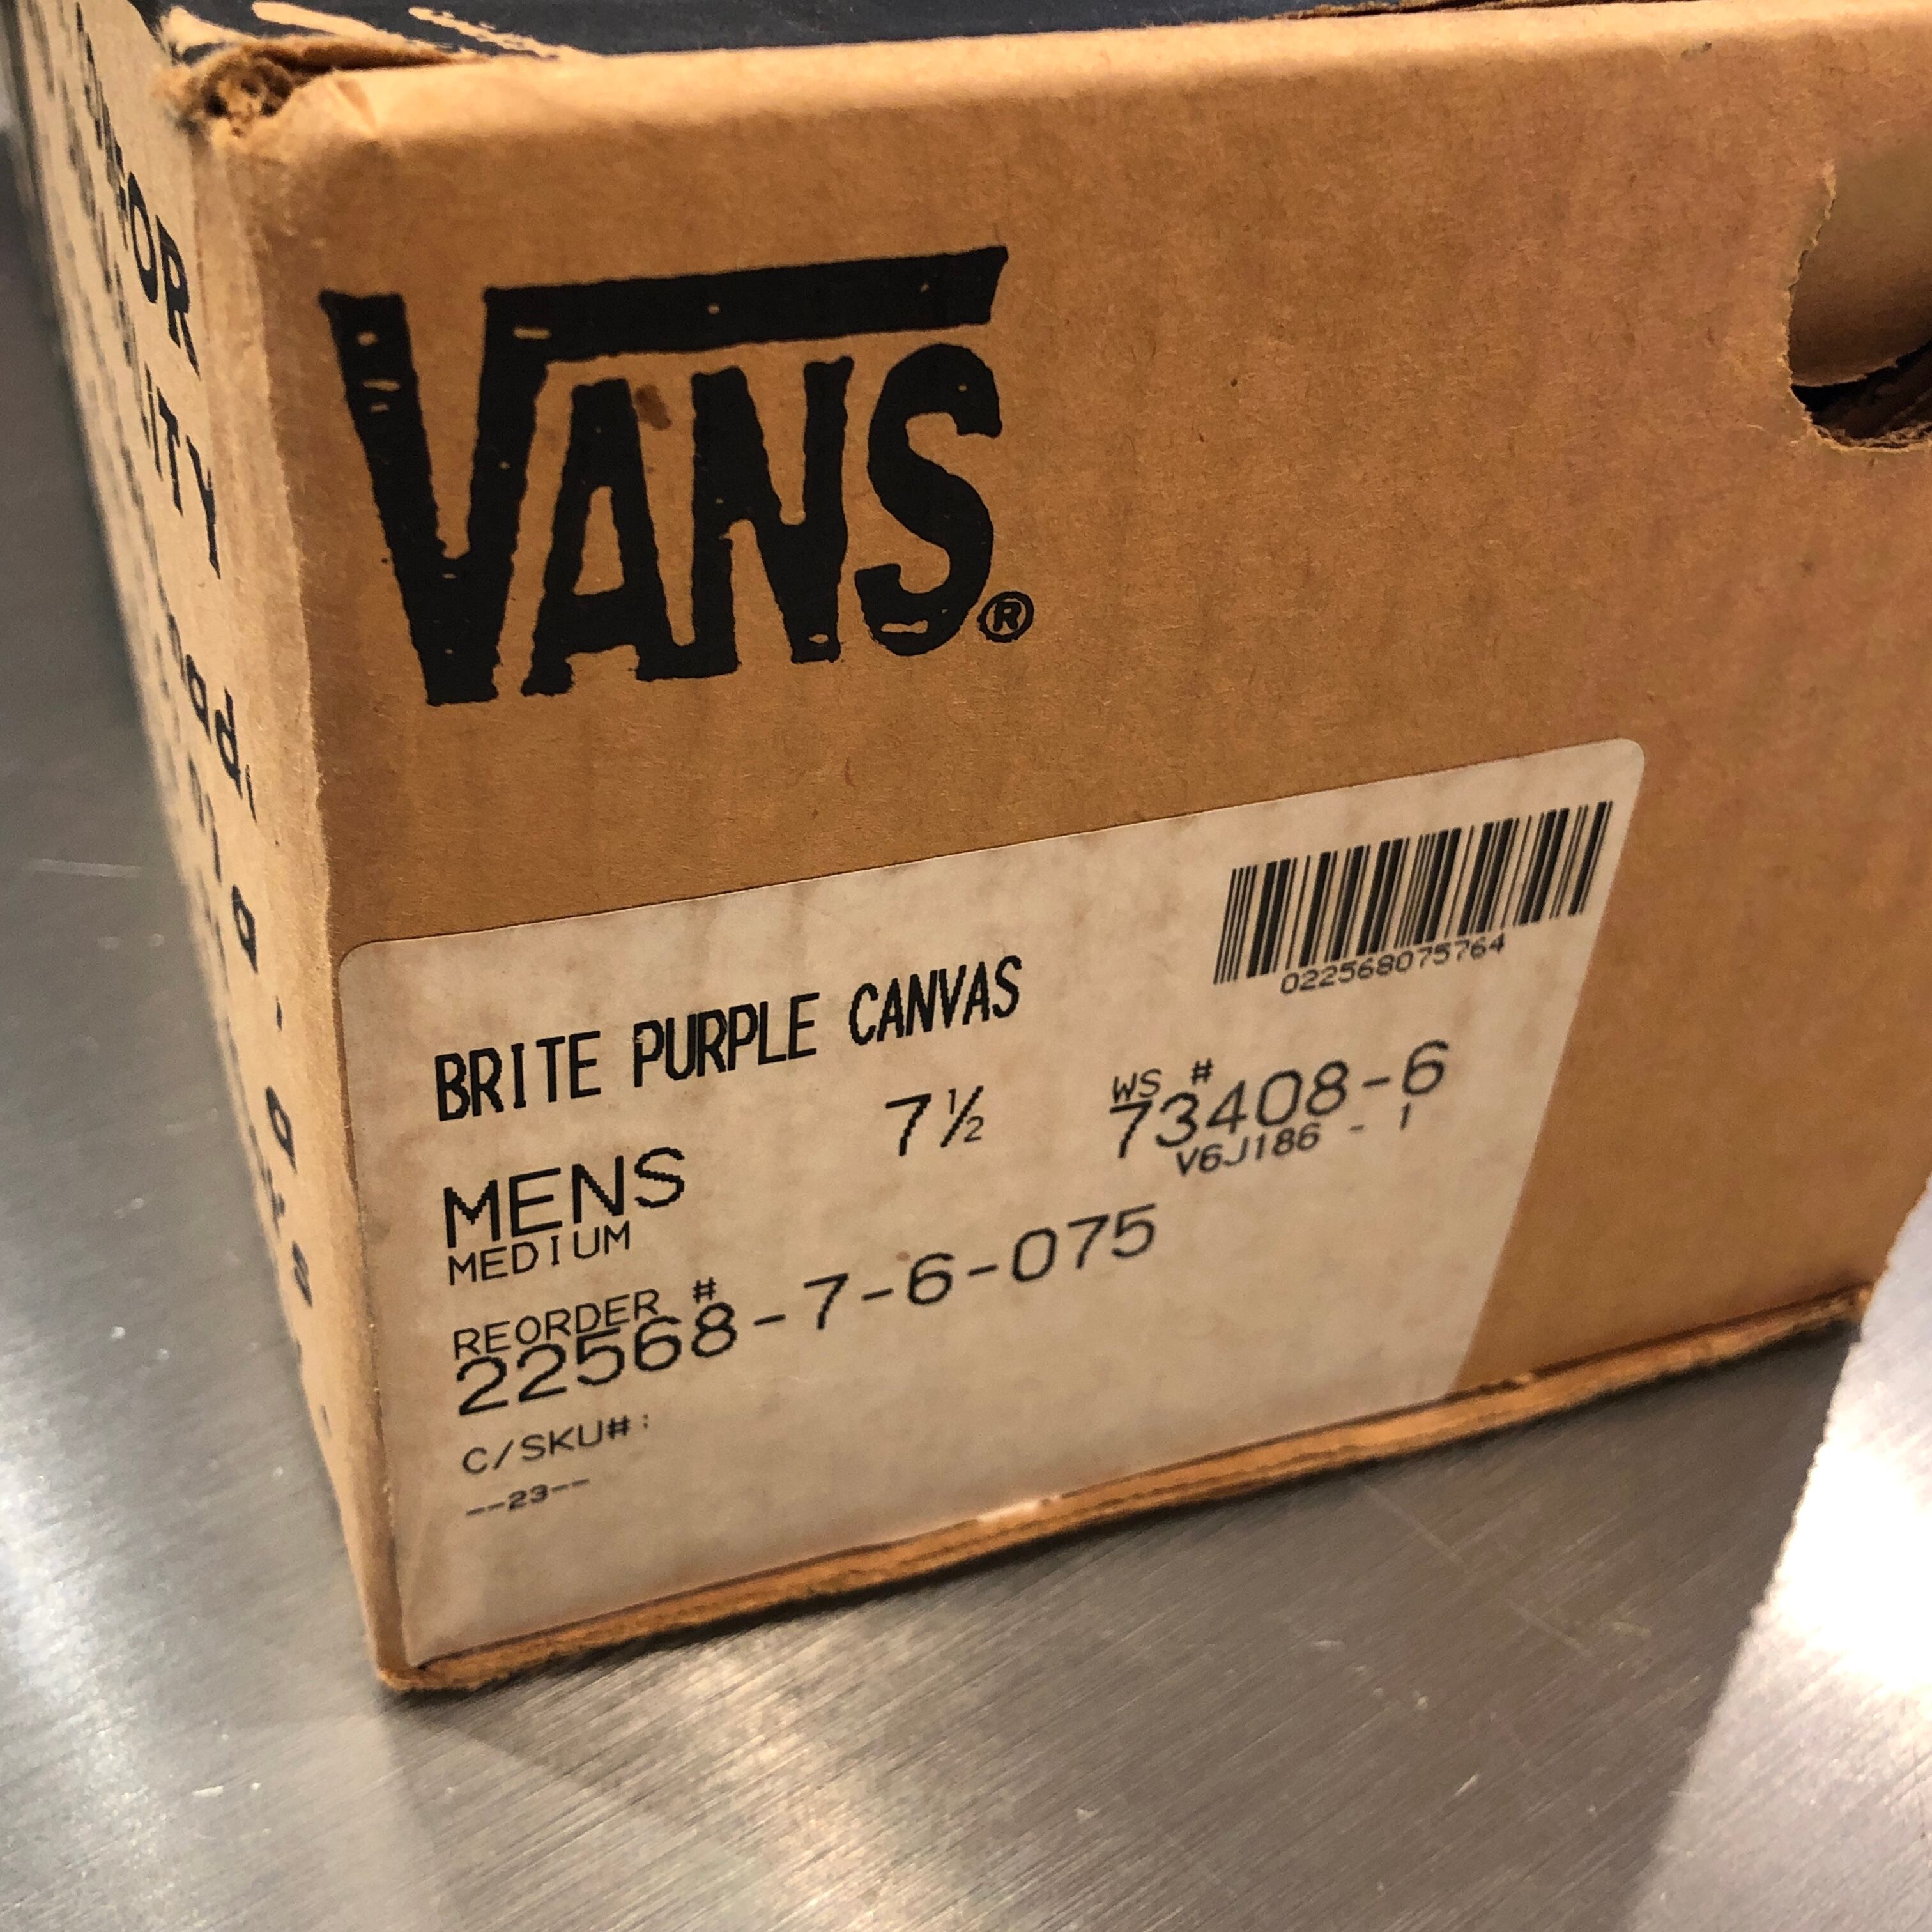 VANS®
022568075764
BRITE PURPLE CANVAS
MENS 7½
MEDIUM
WS #
73408-6
V6J186 - 1
REORDER #
22568-7-6-075
C/SKU#:
--23--